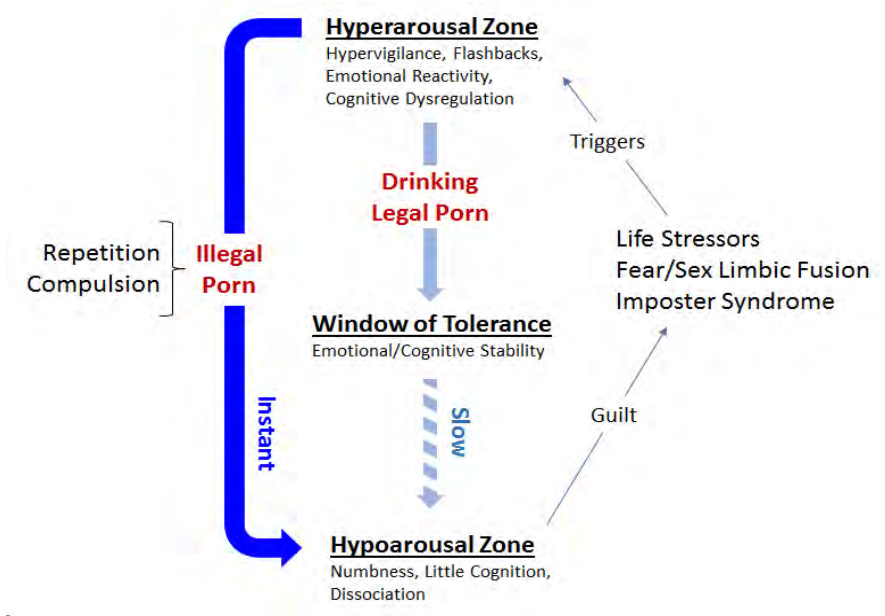 Hyperarousal Zone
Hypervigilance, Flashbacks,
Emotional Reactivity,
Cognitive Dysregulation
Triggers
Drinking
Legal Porn
Repetition
Compulsion
Illegal
Porn
Life Stressors
Fear/Sex Limbic Fusion
Imposter Syndrome
Window of Tolerance
Emotional/Cognitive Stability
Instant
Slow
Guilt
Hypoarousal Zone
Numbness, Little Cognition,
Dissociation